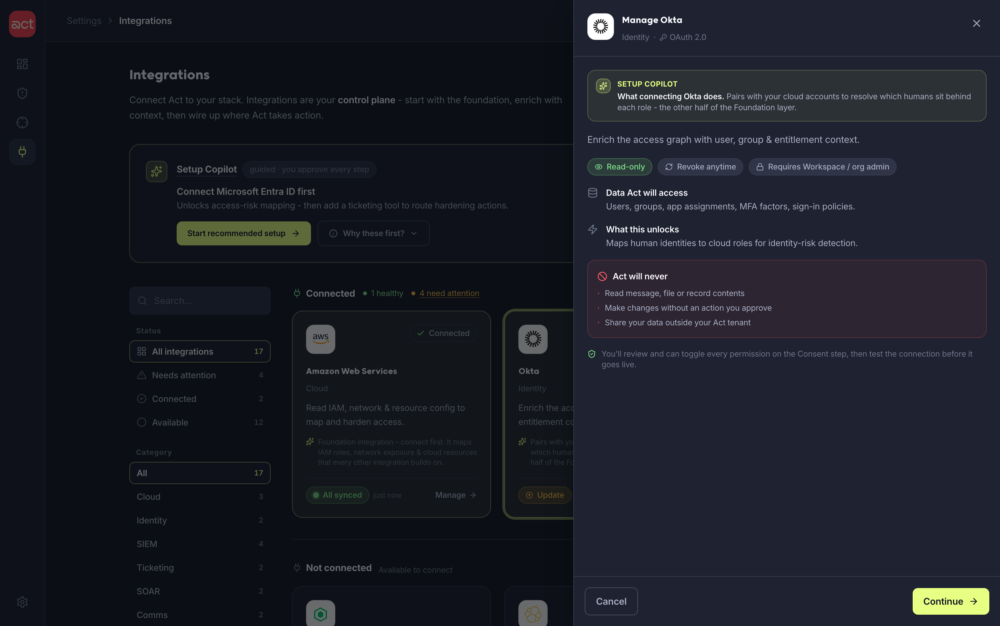 act
Settings > Integrations
Integrations
Connect Act to your stack. Integrations are your control plane - start with the foundation, enrich with
context, then wire up where Act takes action.
Setup Copilot
guided · you approve every step
Connect Microsoft Entra ID first
Unlocks access-risk mapping - then add a ticketing tool to route hardening actions.
Start recommended setup →
Why these first?
Search...
Status
All integrations 17
Needs attention 4
Connected 2
Available 12
Category
All 17
Cloud 3
Identity 2
SIEM 4
Ticketing 2
SOAR 2
Comms 2
Connected
1 healthy
4 need attention
aws
Connected
Amazon Web Services
Cloud
Read IAM, network & resource config to
map and harden access.
Foundation integration - connect first. It maps
IAM roles, network exposure & cloud resources
that every other integration builds on.
All synced
just now
Manage →
Okta
Identity
Enrich the acc
entitlement co
Pairs with yo
which humar
half of the Fo
Update
Not connected
Available to connect
Manage Okta
Identity · OAuth 2.0
SETUP COPILOT
What connecting Okta does. Pairs with your cloud accounts to resolve which humans sit behind
each role - the other half of the Foundation layer.
Enrich the access graph with user, group & entitlement context.
Read-only
Revoke anytime
Requires Workspace / org admin
Data Act will access
Users, groups, app assignments, MFA factors, sign-in policies.
What this unlocks
Maps human identities to cloud roles for identity-risk detection.
Act will never
· Read message, file or record contents
· Make changes without an action you approve
· Share your data outside your Act tenant
You'll review and can toggle every permission on the Consent step, then test the connection before it
goes live.
Cancel
Continue →